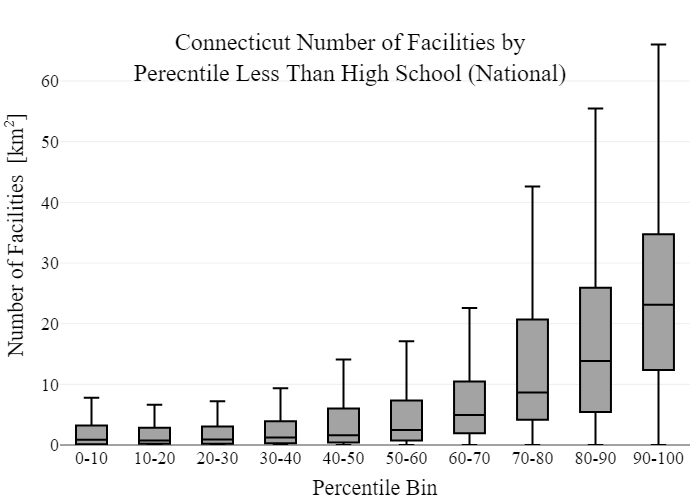 Connecticut Number of Facilities by
Perecntile Less Than High School (National)
Number of Facilities [km²]
60
50
40
30
20
10
0
0-10 10-20 20-30 30-40 40-50 50-60 60-70 70-80 80-90 90-100
Percentile Bin